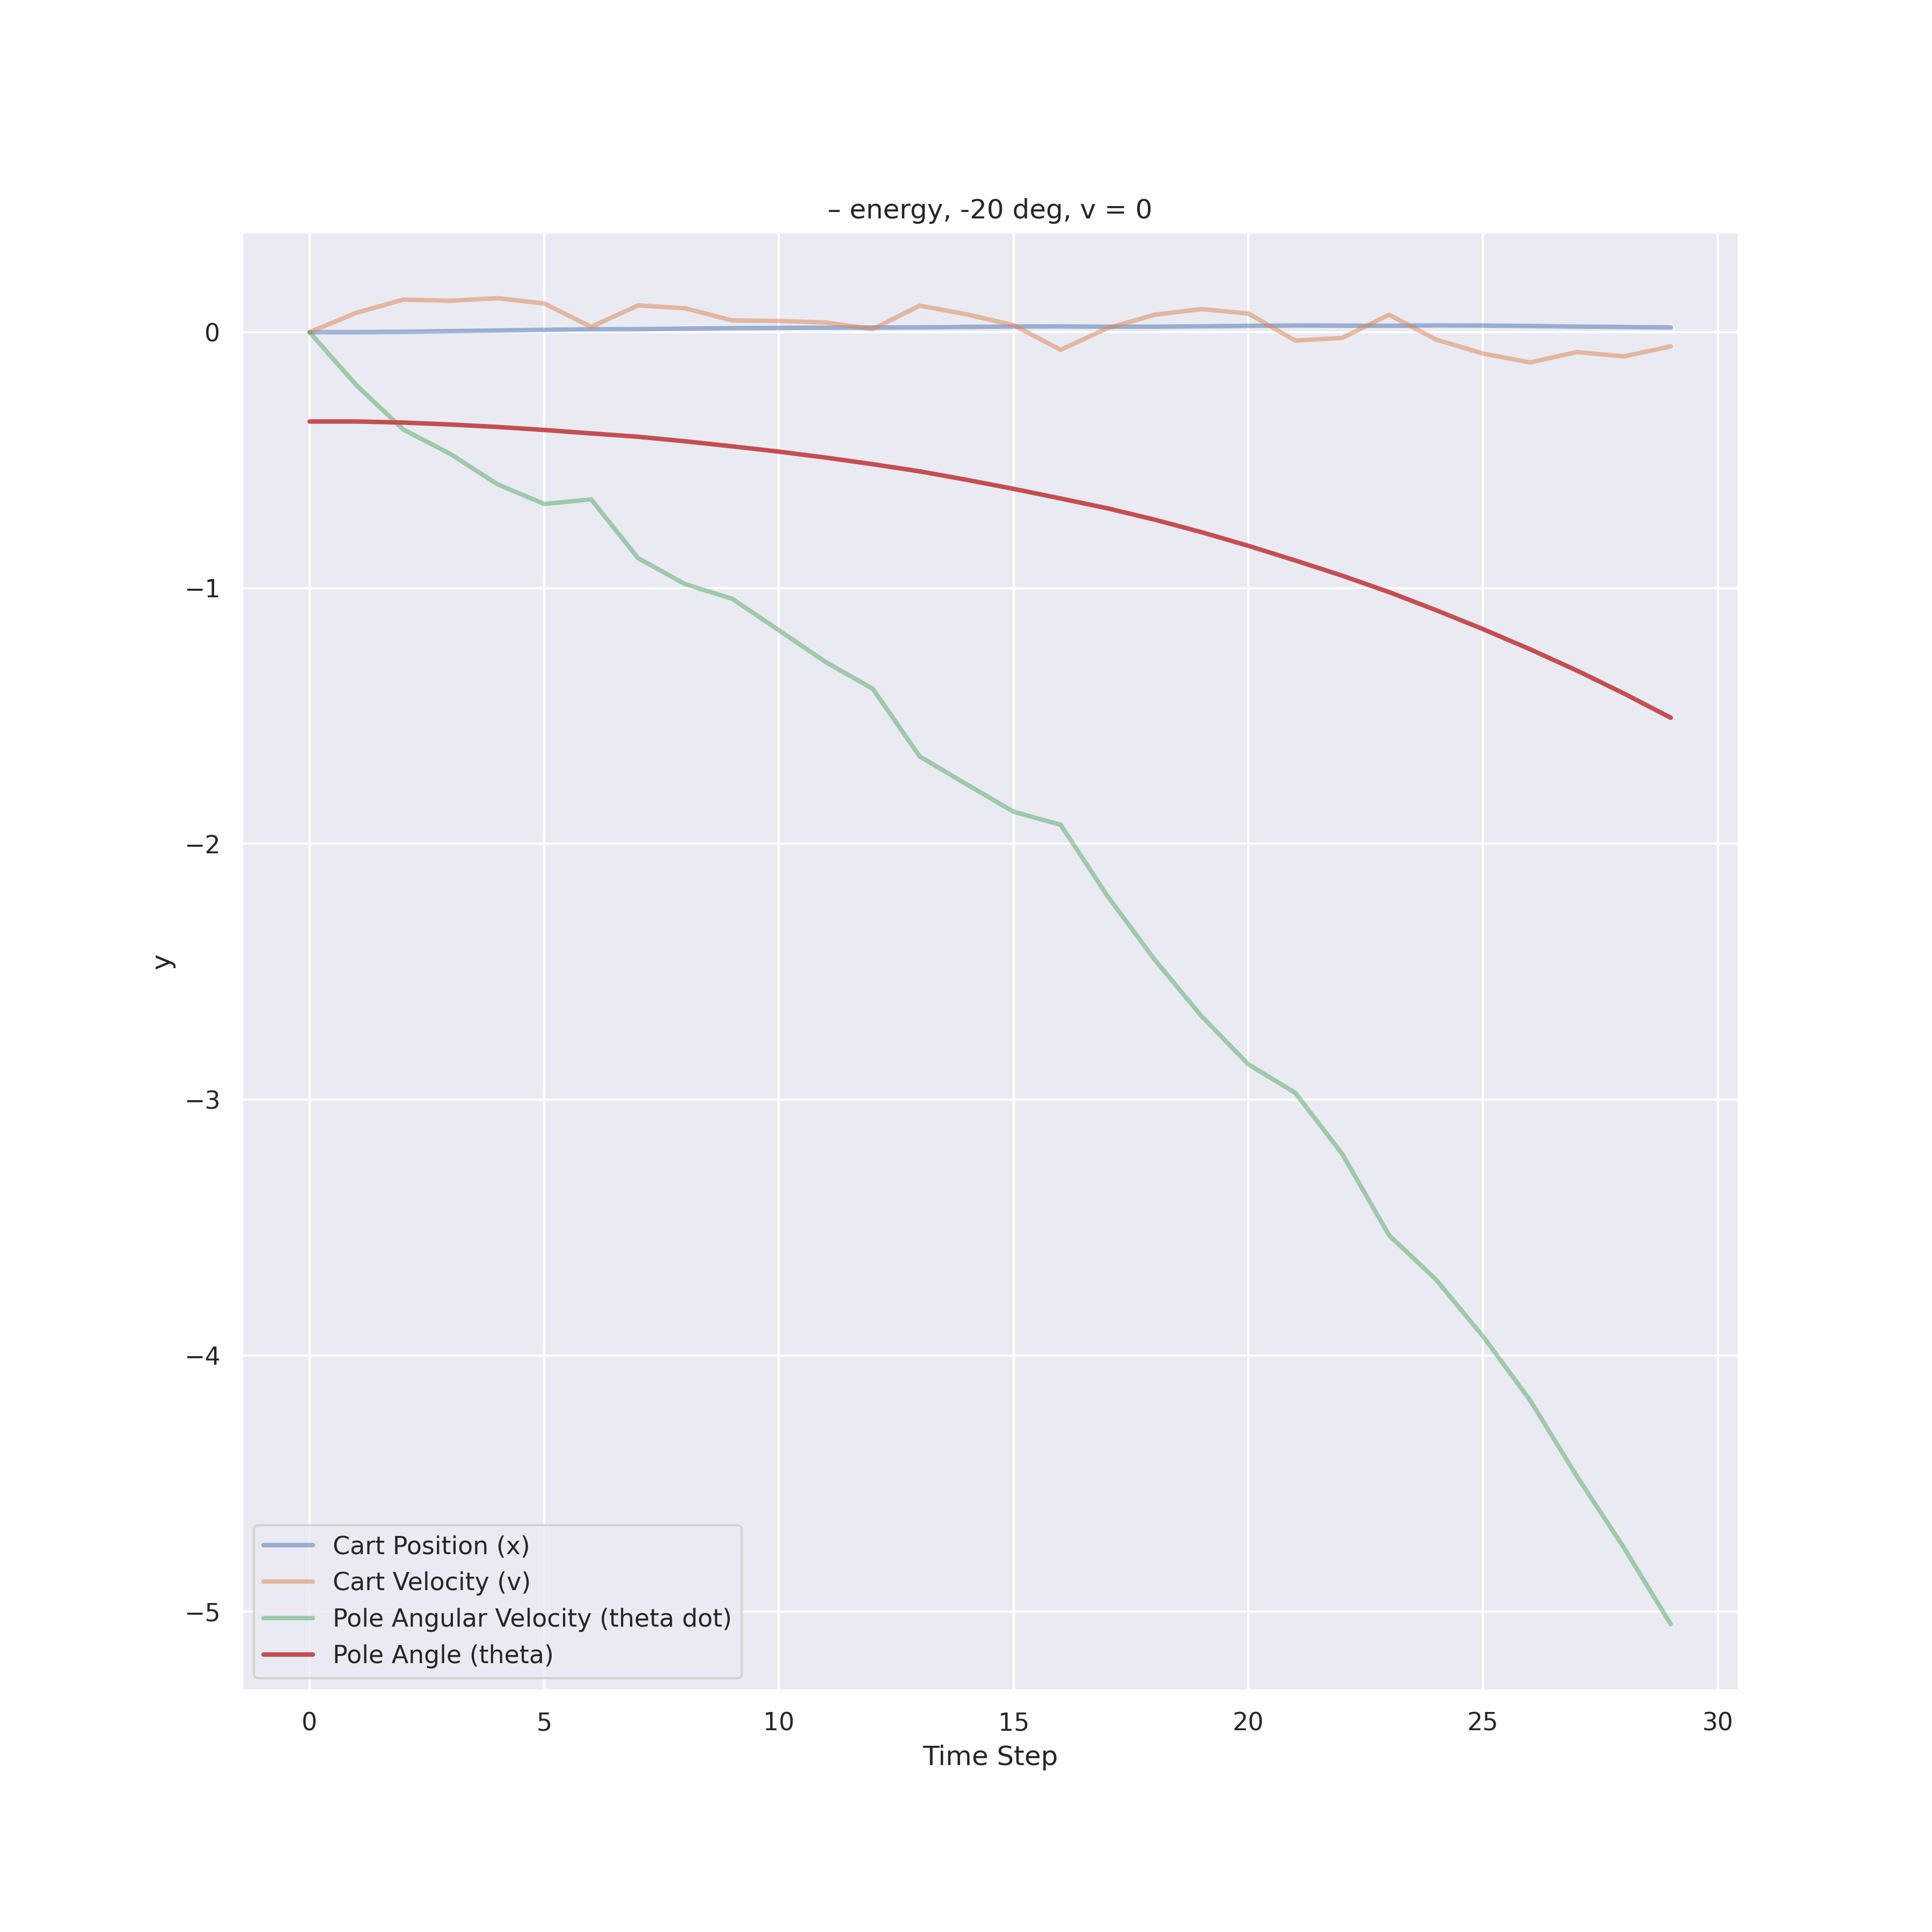 – energy, -20 deg, v = 0
0
−1
−2
−3
−4
−5
y
Cart Position (x)
Cart Velocity (v)
Pole Angular Velocity (theta dot)
Pole Angle (theta)
0 5 10 15 20 25 30
Time Step